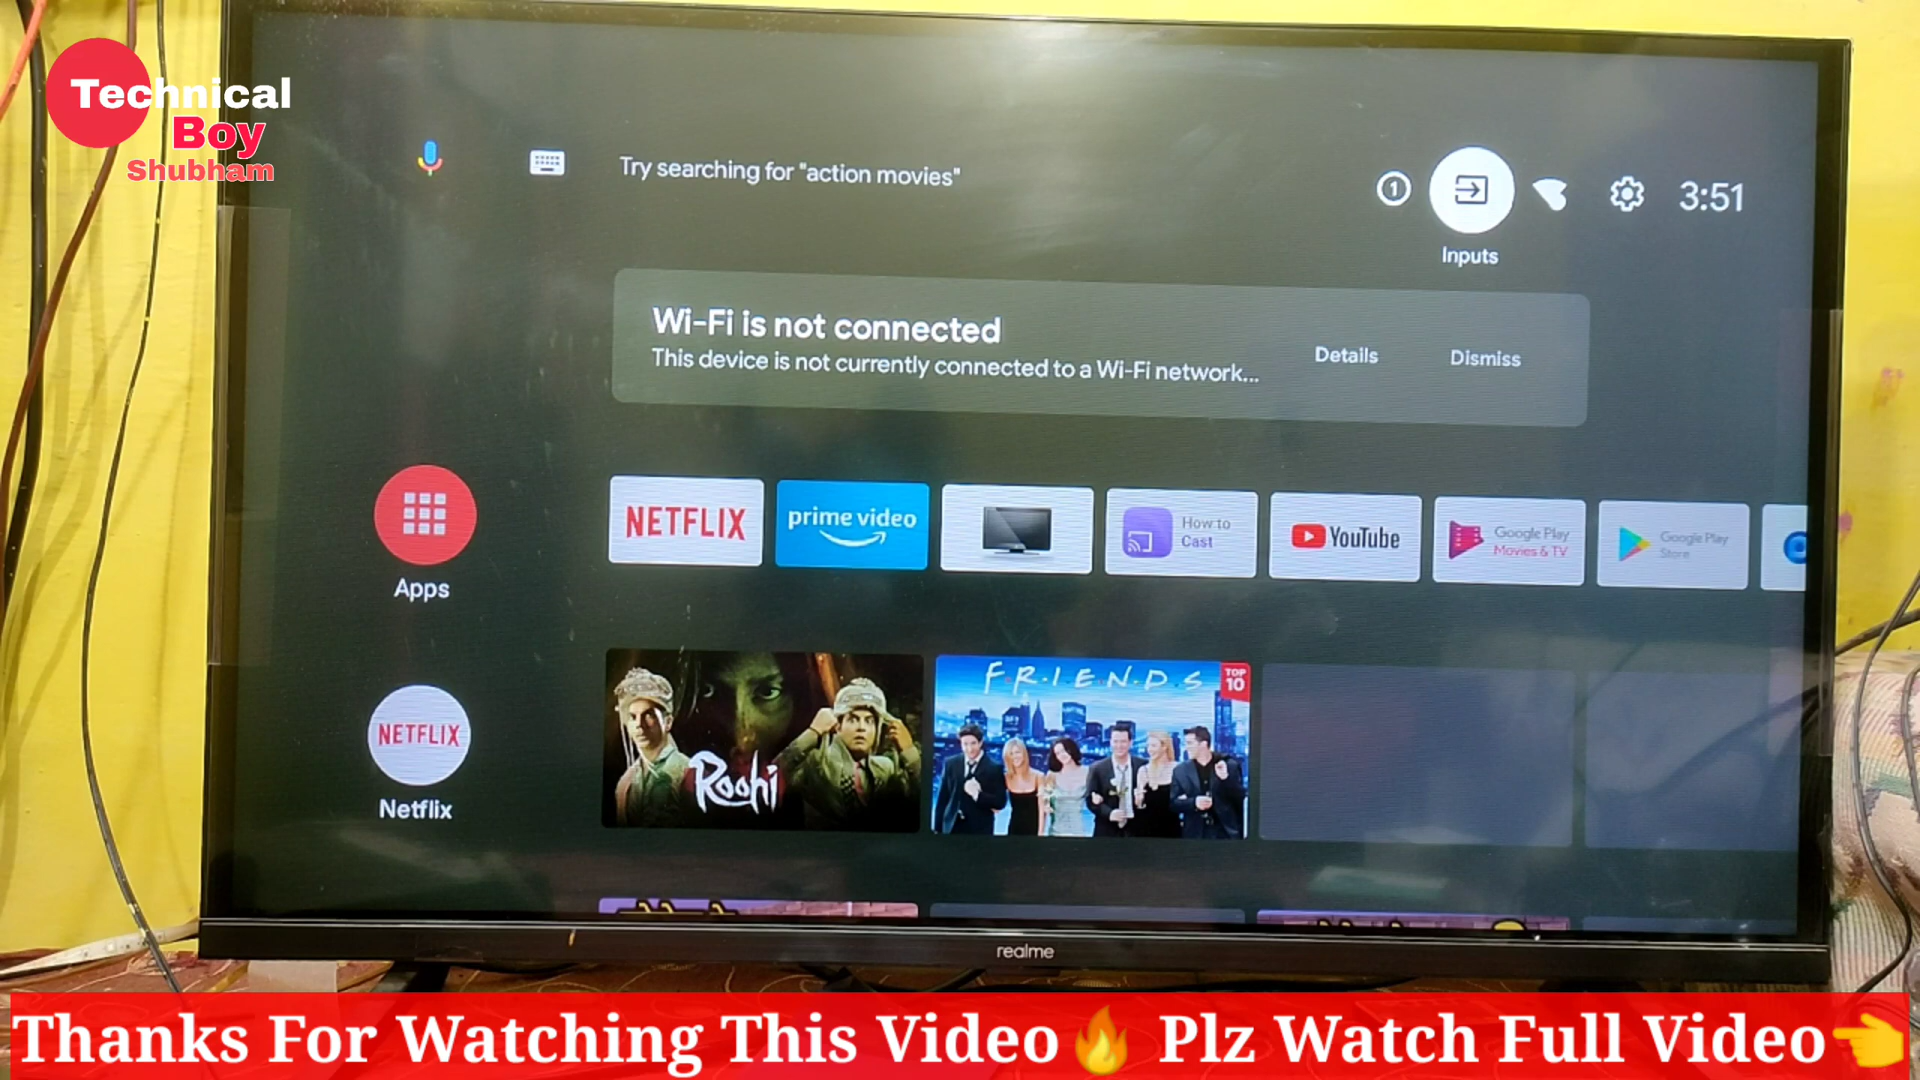 Technical
Boy
Shubham
Try searching for "action movies"
1
3:51
Inputs
Wi-Fi is not connected
This device is not currently connected to a Wi-Fi network...
Details
Dismiss
NETFLIX
prime video
How to
Cast
YouTube
Google Play
Movies & TV
Google Play
Store
Apps
Roohi
F·R·I·E·N·D·S
TOP
10
NETFLIX
Netflix
realme
Thanks For Watching This Video🔥 Plz Watch Full Video👈